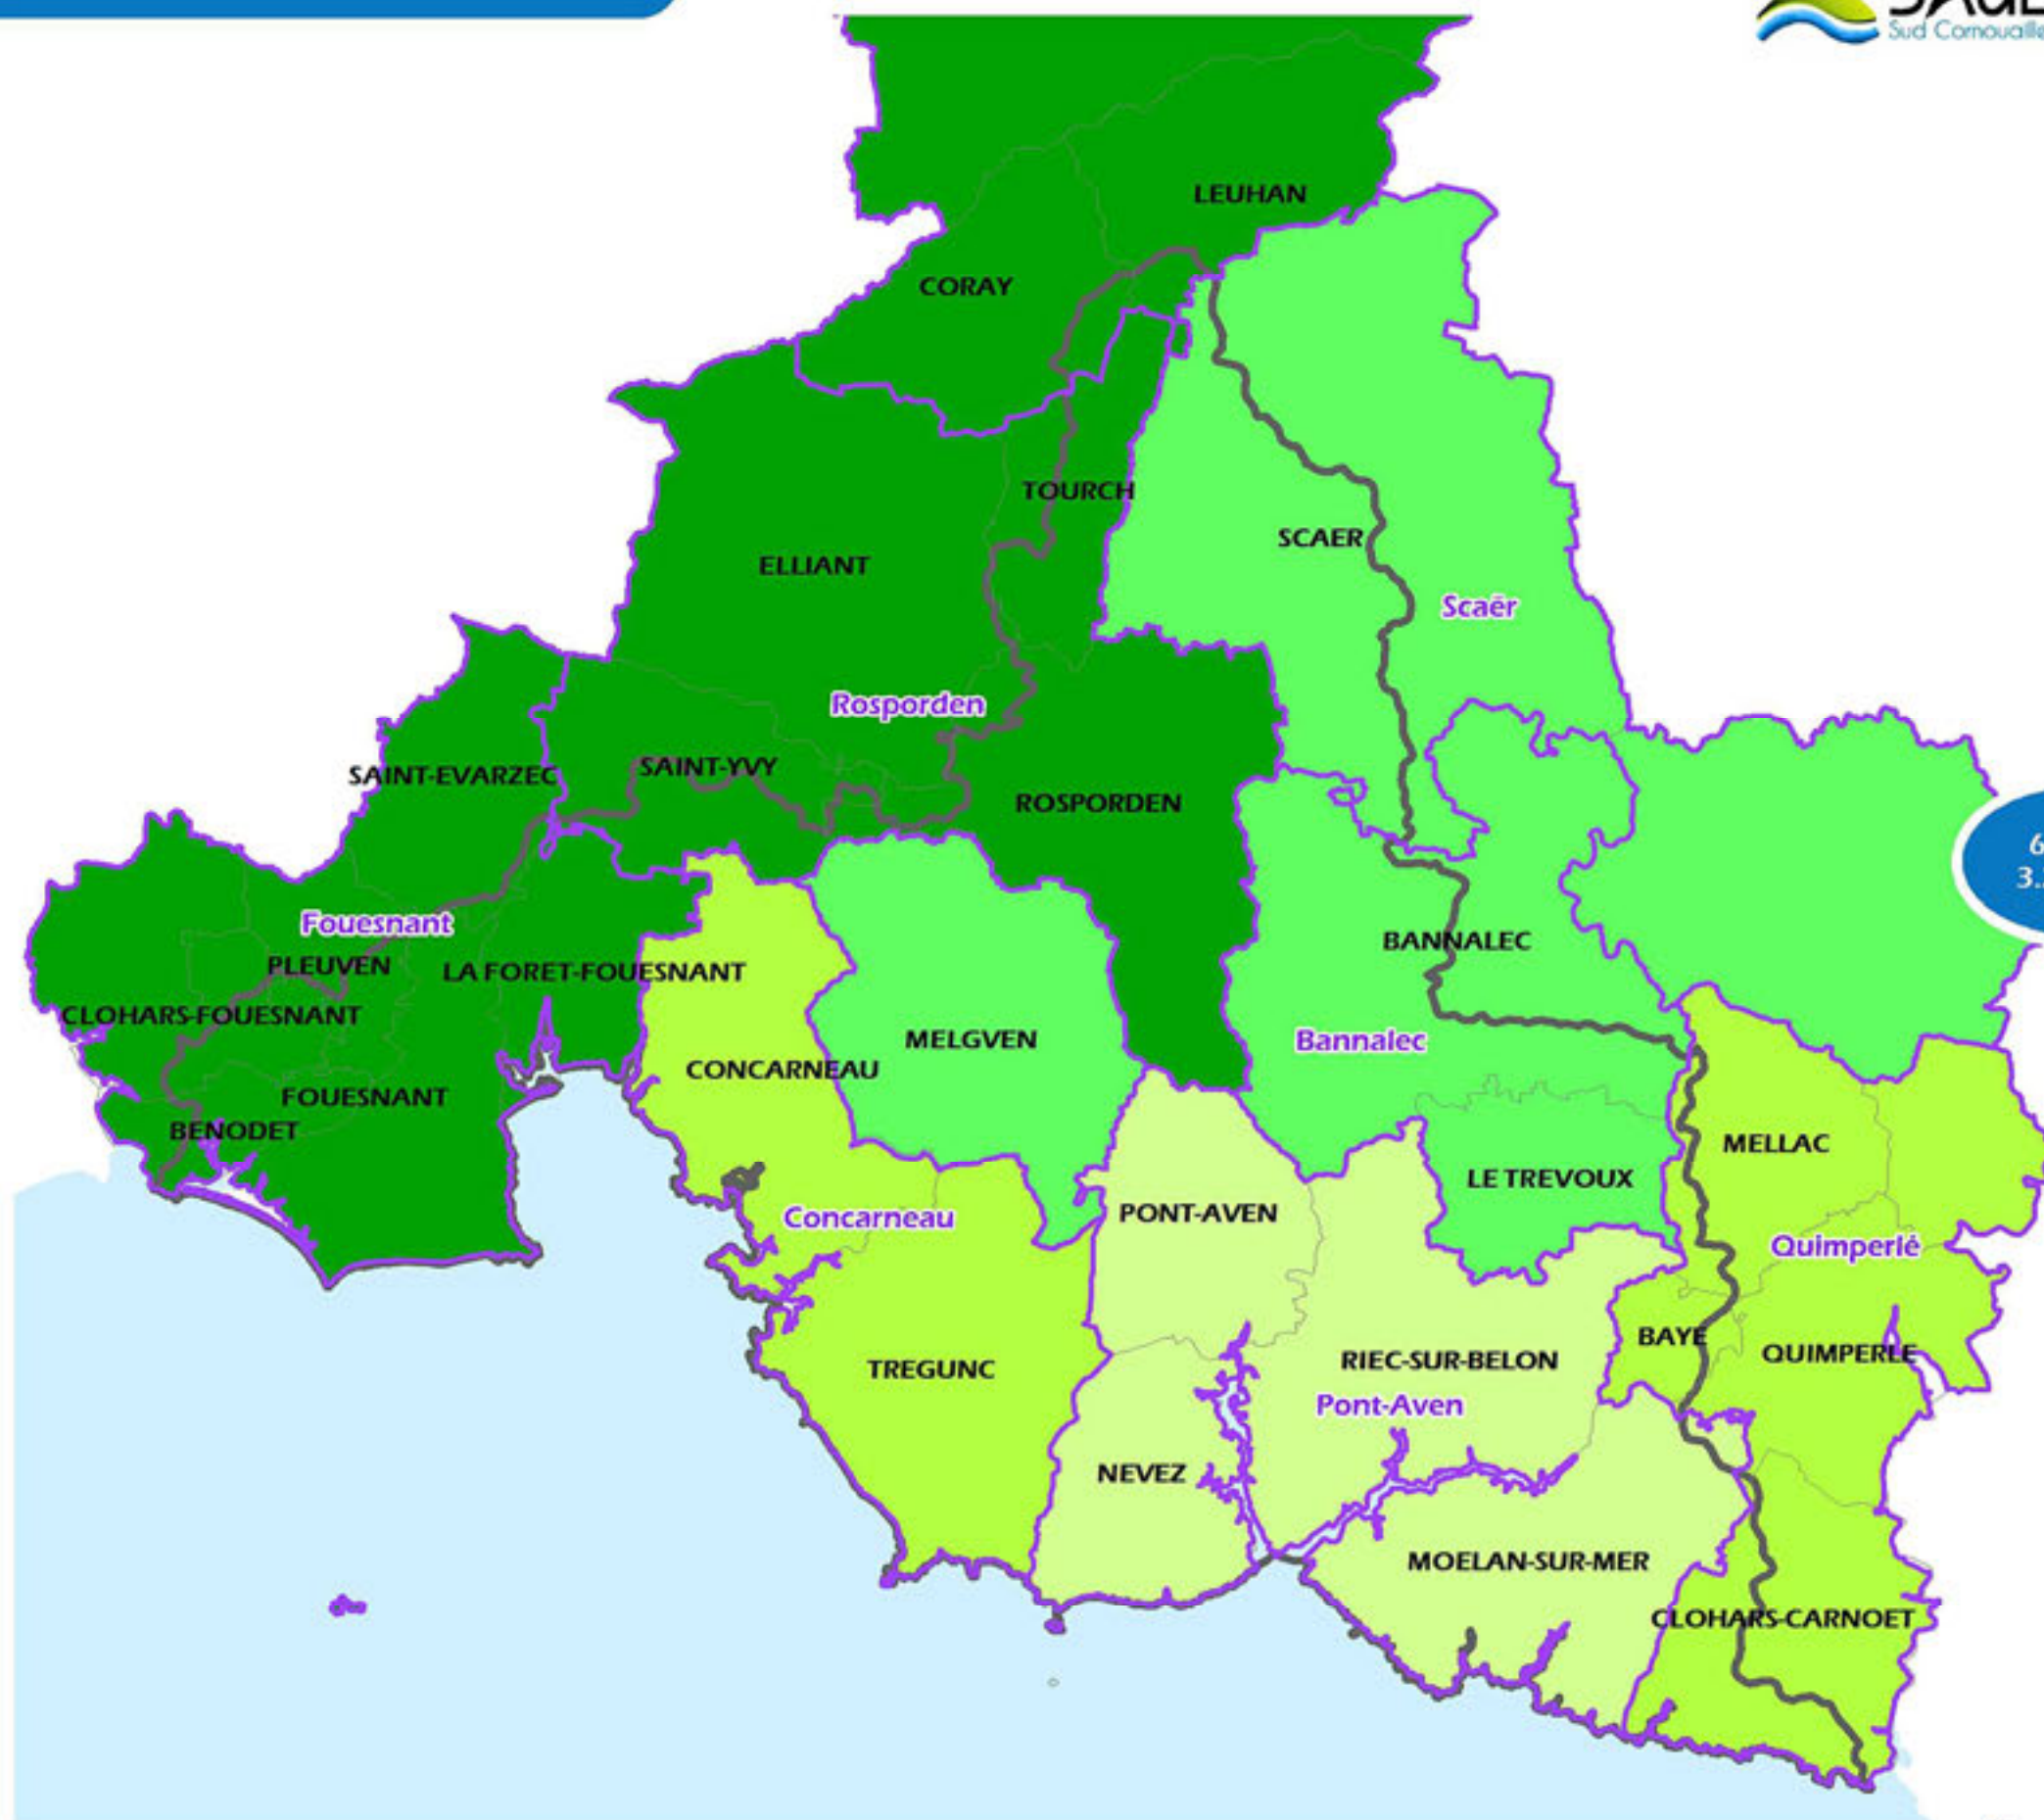 Sud Cornouaille
LEUHAN
CORAY
TOURCH
SCAER
ELLIANT
Scaër
Rosporden
SAINT-YVY
SAINT-EVARZEC
ROSPORDEN
Fouesnant
BANNALEC
PLEUVEN
LA FORET-FOUESNANT
CLOHARS-FOUESNANT
MELGVEN
Bannalec
CONCARNEAU
FOUESNANT
BENODET
MELLAC
LE TREVOUX
PONT-AVEN
Concarneau
Quimperlé
BAYE
QUIMPERLE
RIEC-SUR-BELON
TREGUNC
Pont-Aven
NEVEZ
MOELAN-SUR-MER
CLOHARS-CARNOET